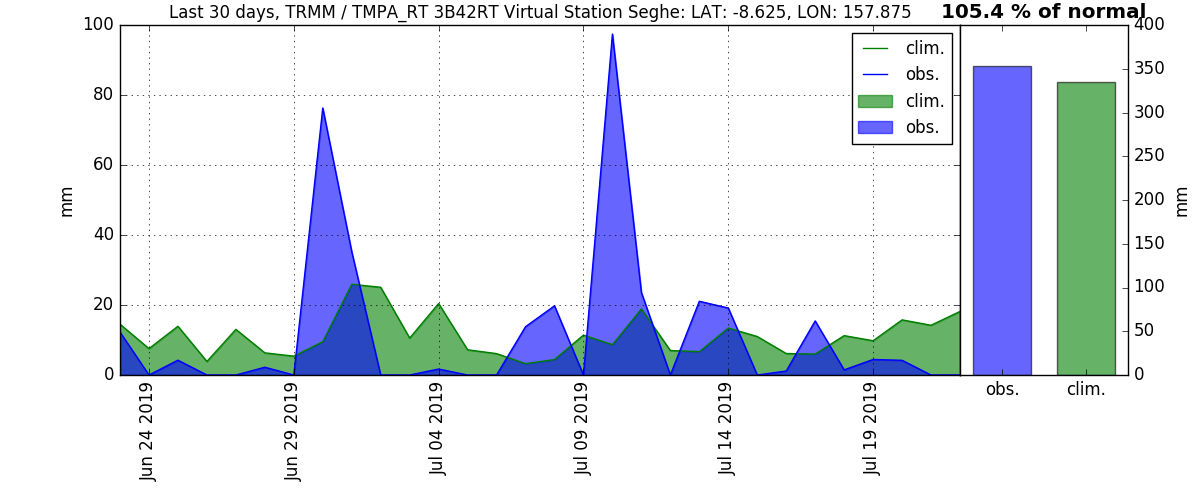 Last 30 days, TRMM / TMPA_RT 3B42RT Virtual Station Seghe: LAT: -8.625, LON: 157.875
105.4 % of normal
100
80
60
40
20
0
mm
clim.
obs.
clim.
obs.
Jun 24 2019
Jun 29 2019
Jul 04 2019
Jul 09 2019
Jul 14 2019
Jul 19 2019
400
350
300
250
200
150
100
50
0
mm
obs.
clim.